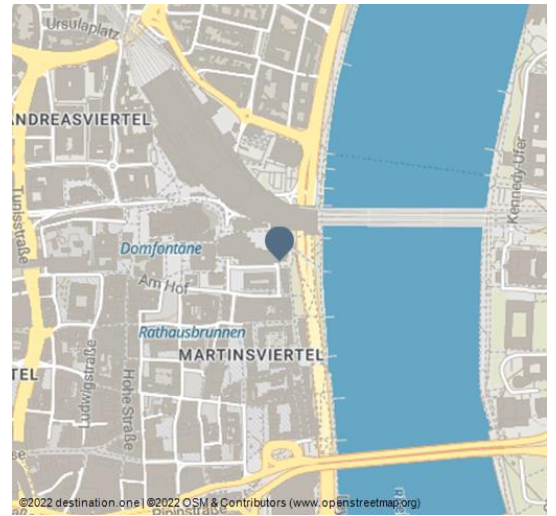 Ursulaplatz
ANDREASVIERTEL
Tunisstraße
Kennedy-Ufer
Domfontäne
Am Hof
Rathausbrunnen
MARTINSVIERTEL
TEL
Ludwigstraße
Hohe Straße
©2022 destination.one | ©2022 OSM & Contributors (www.openstreetmap.org)